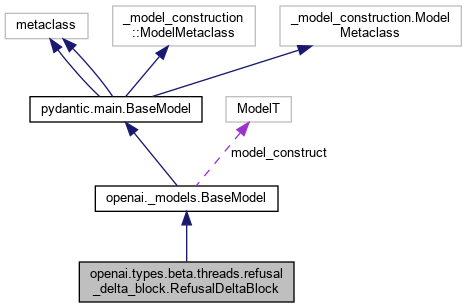 metaclass
_model_construction
::ModelMetaclass
_model_construction.Model
Metaclass
pydantic.main.BaseModel
ModelT
model_construct
openai._models.BaseModel
openai.types.beta.threads.refusal
_delta_block.RefusalDeltaBlock